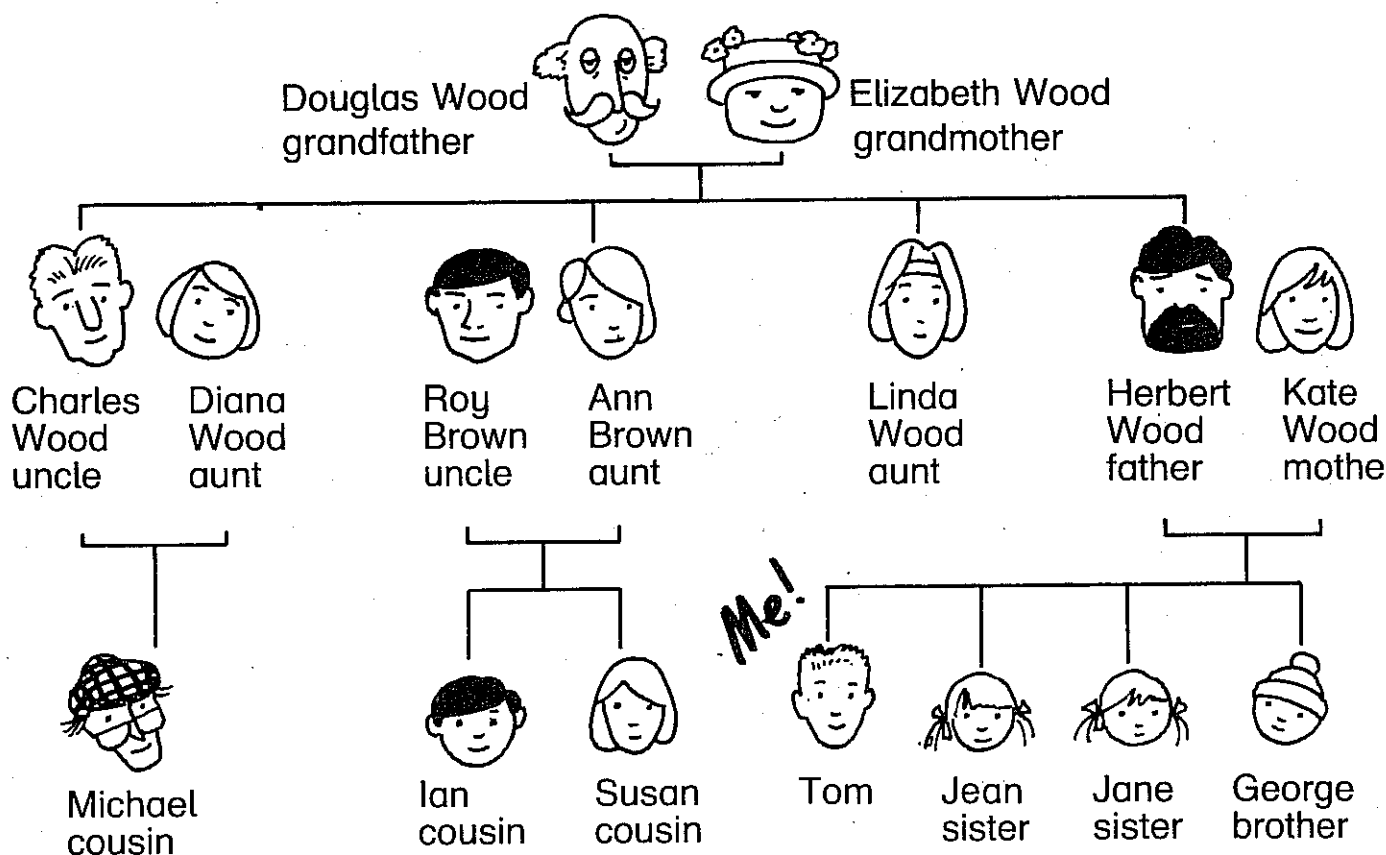 Douglas Wood
grandfather
Elizabeth Wood
grandmother
Charles
Wood
uncle
Diana
Wood
aunt
Roy
Brown
uncle
Ann
Brown
aunt
Linda
Wood
aunt
Herbert
Wood
father
Kate
Wood
mothe
Me!
Michael
cousin
Ian
cousin
Susan
cousin
Tom
Jean
sister
Jane
sister
George
brother